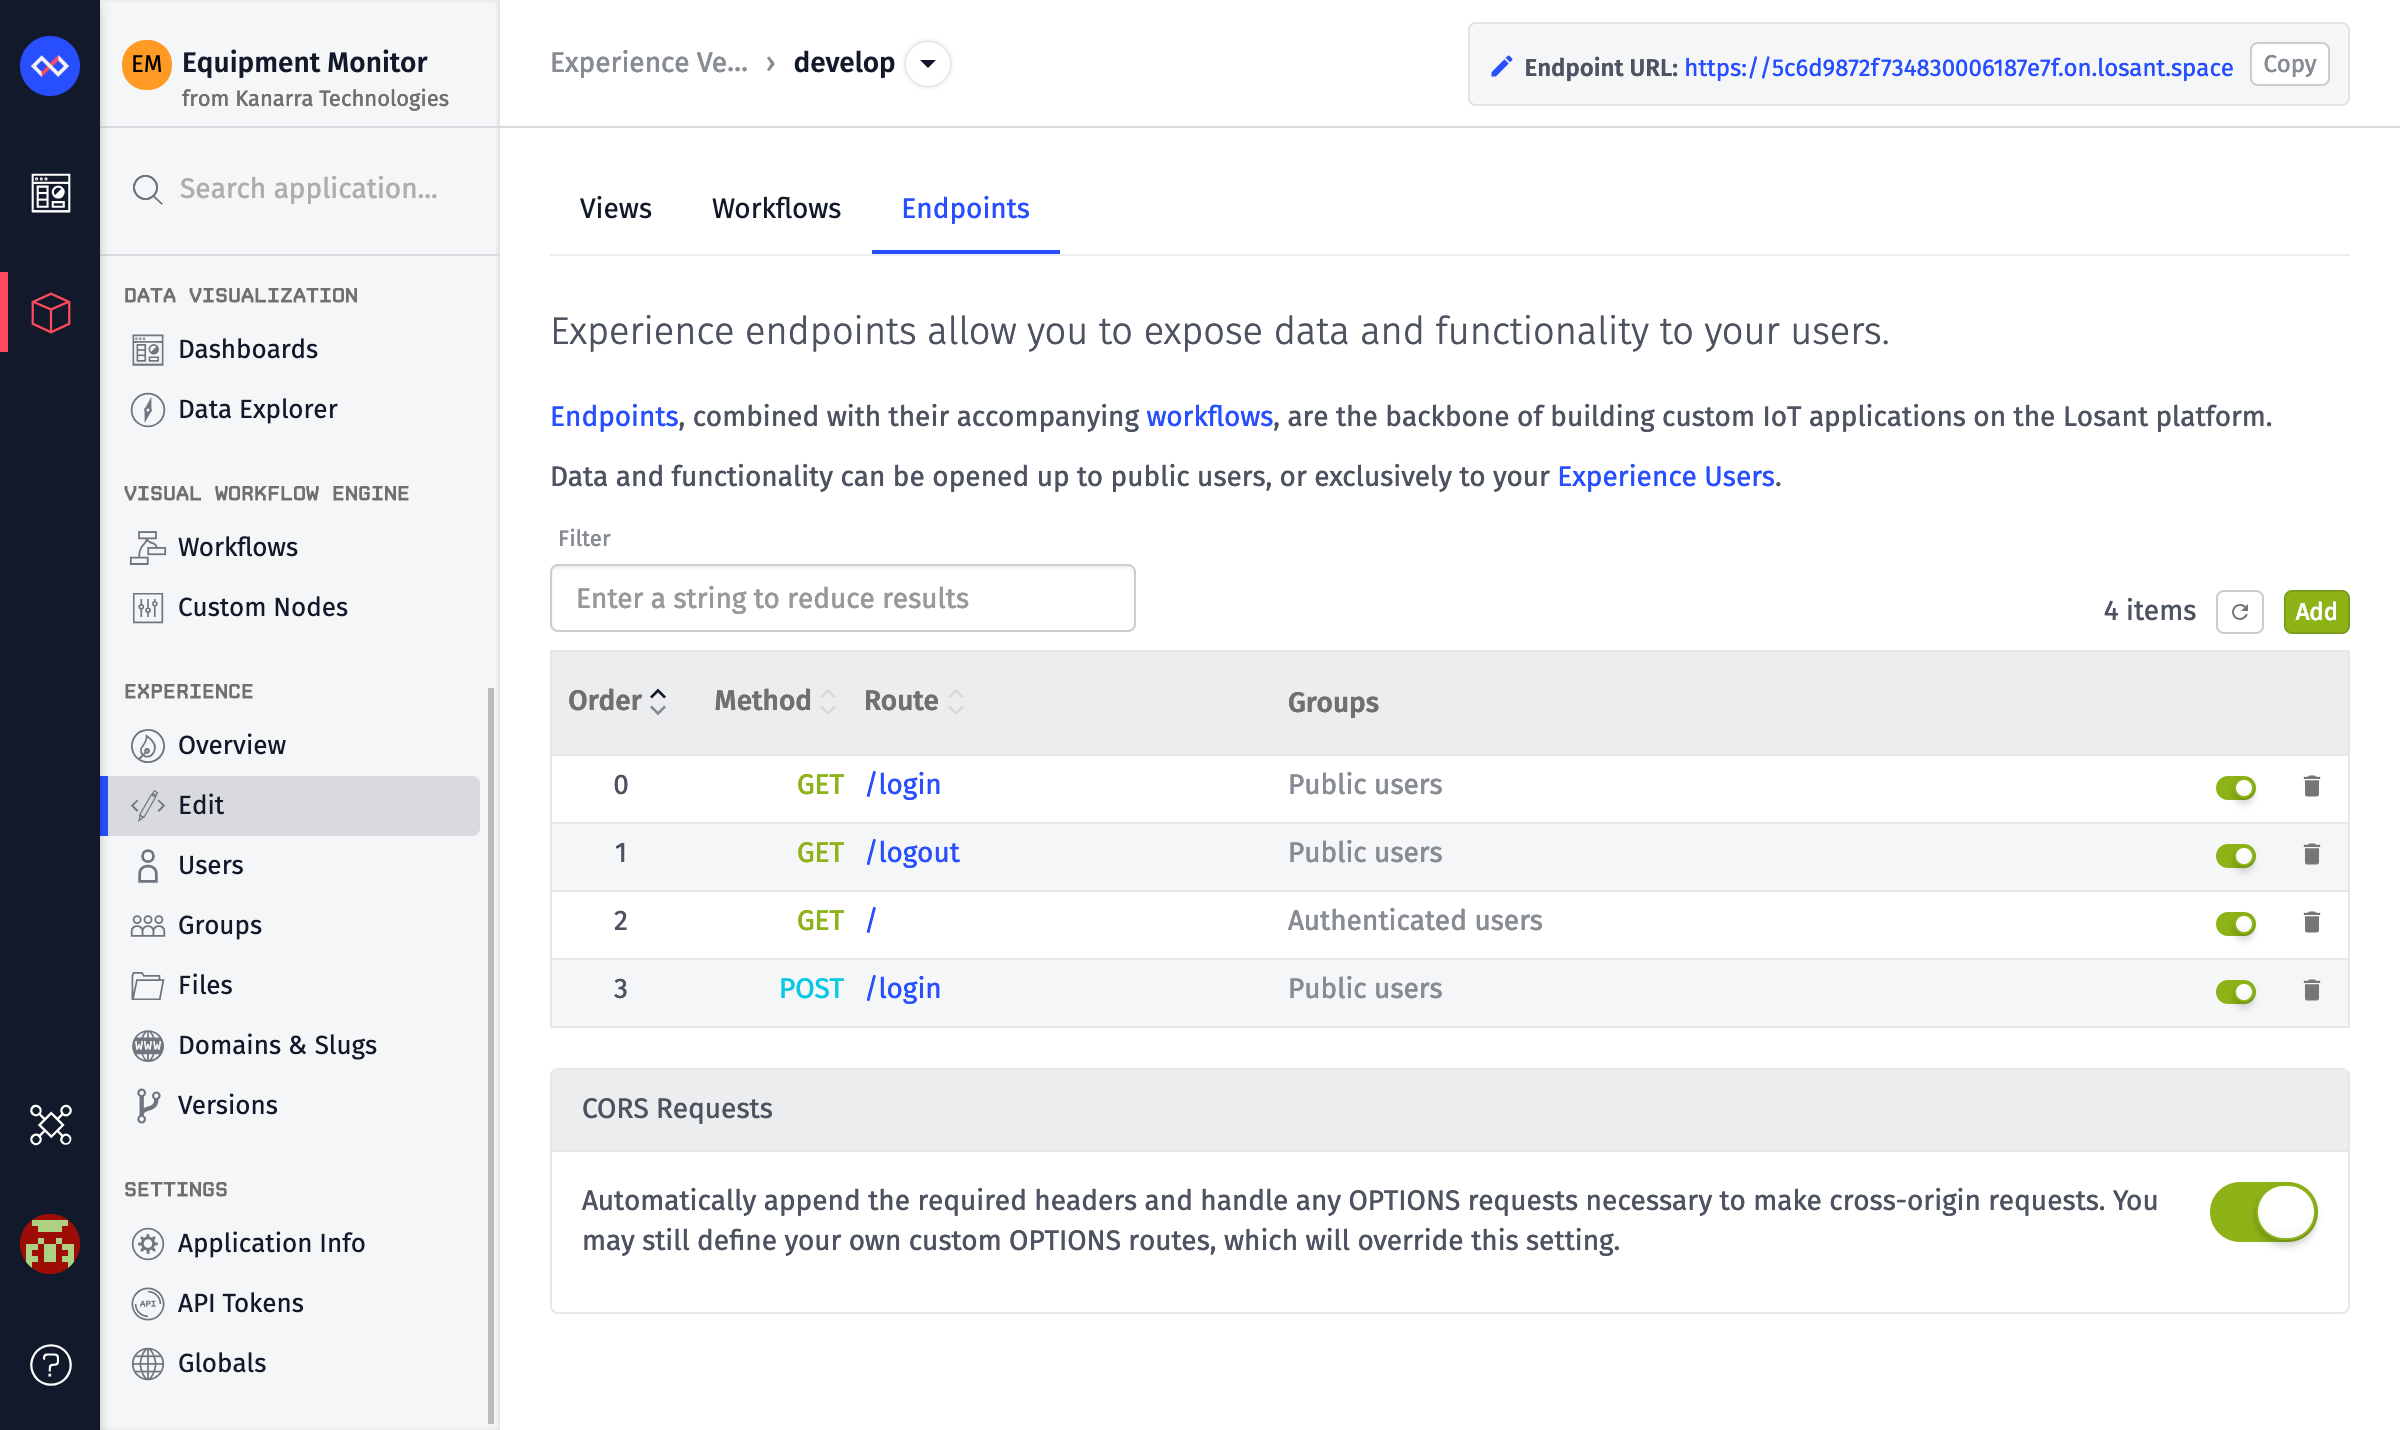 EM
Equipment Monitor
from Kanarra Technologies
Search application...
DATA VISUALIZATION
Dashboards
Data Explorer
VISUAL WORKFLOW ENGINE
Workflows
Custom Nodes
EXPERIENCE
Overview
Edit
Users
Groups
Files
WWW
Domains & Slugs
Versions
SETTINGS
Application Info
API
API Tokens
Globals
?
Experience Ve... › develop
Endpoint URL: https://5c6d9872f734830006187e7f.on.losant.space Copy
Views Workflows Endpoints
Experience endpoints allow you to expose data and functionality to your users.
Endpoints, combined with their accompanying workflows, are the backbone of building custom IoT applications on the Losant platform.
Data and functionality can be opened up to public users, or exclusively to your Experience Users.
Filter
Enter a string to reduce results
4 items Add
Order Method Route Groups
0 GET /login Public users
1 GET /logout Public users
2 GET / Authenticated users
3 POST /login Public users
CORS Requests
Automatically append the required headers and handle any OPTIONS requests necessary to make cross-origin requests. You
may still define your own custom OPTIONS routes, which will override this setting.